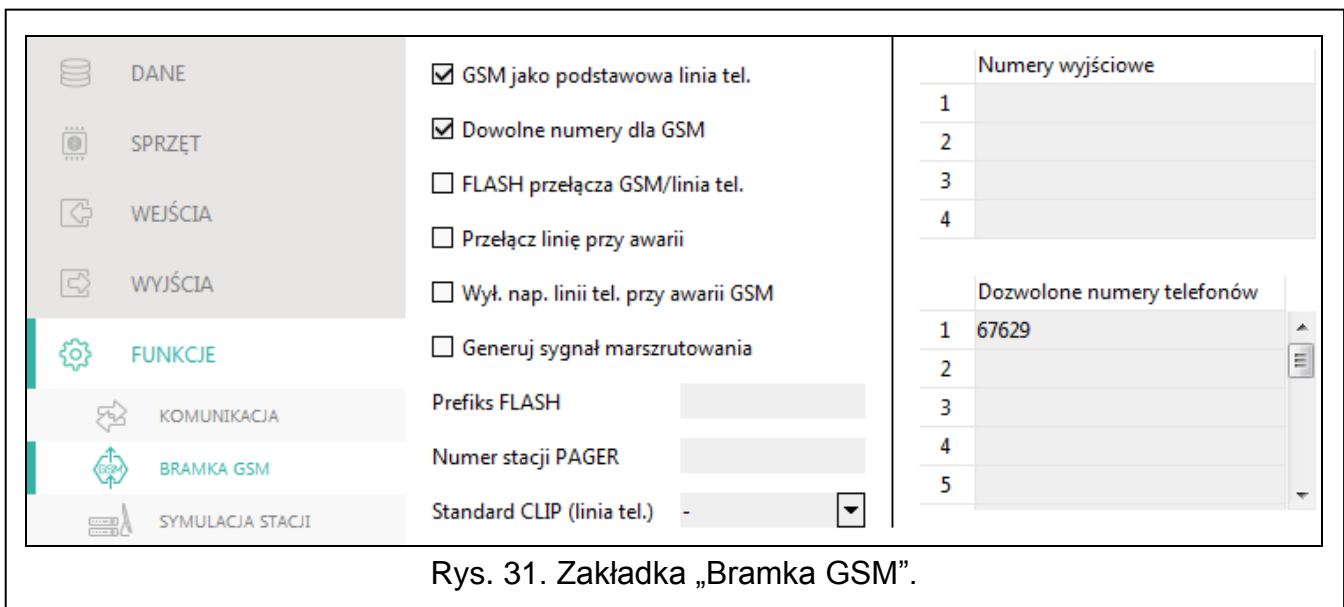 DANE
SPRZĘT
WEJŚCIA
WYJŚCIA
FUNKCJE
KOMUNIKACJA
GSM
BRAMKA GSM
SYMULACJA STACJI
GSM jako podstawowa linia tel.
Dowolne numery dla GSM
FLASH przełącza GSM/linia tel.
Przełącz linię przy awarii
Wył. nap. linii tel. przy awarii GSM
Generuj sygnał marszrutowania
Prefiks FLASH
Numer stacji PAGER
Standard CLIP (linia tel.) -
Numery wyjściowe
1
2
3
4
Dozwolone numery telefonów
1 67629
2
3
4
5
Rys. 31. Zakładka „Bramka GSM”.